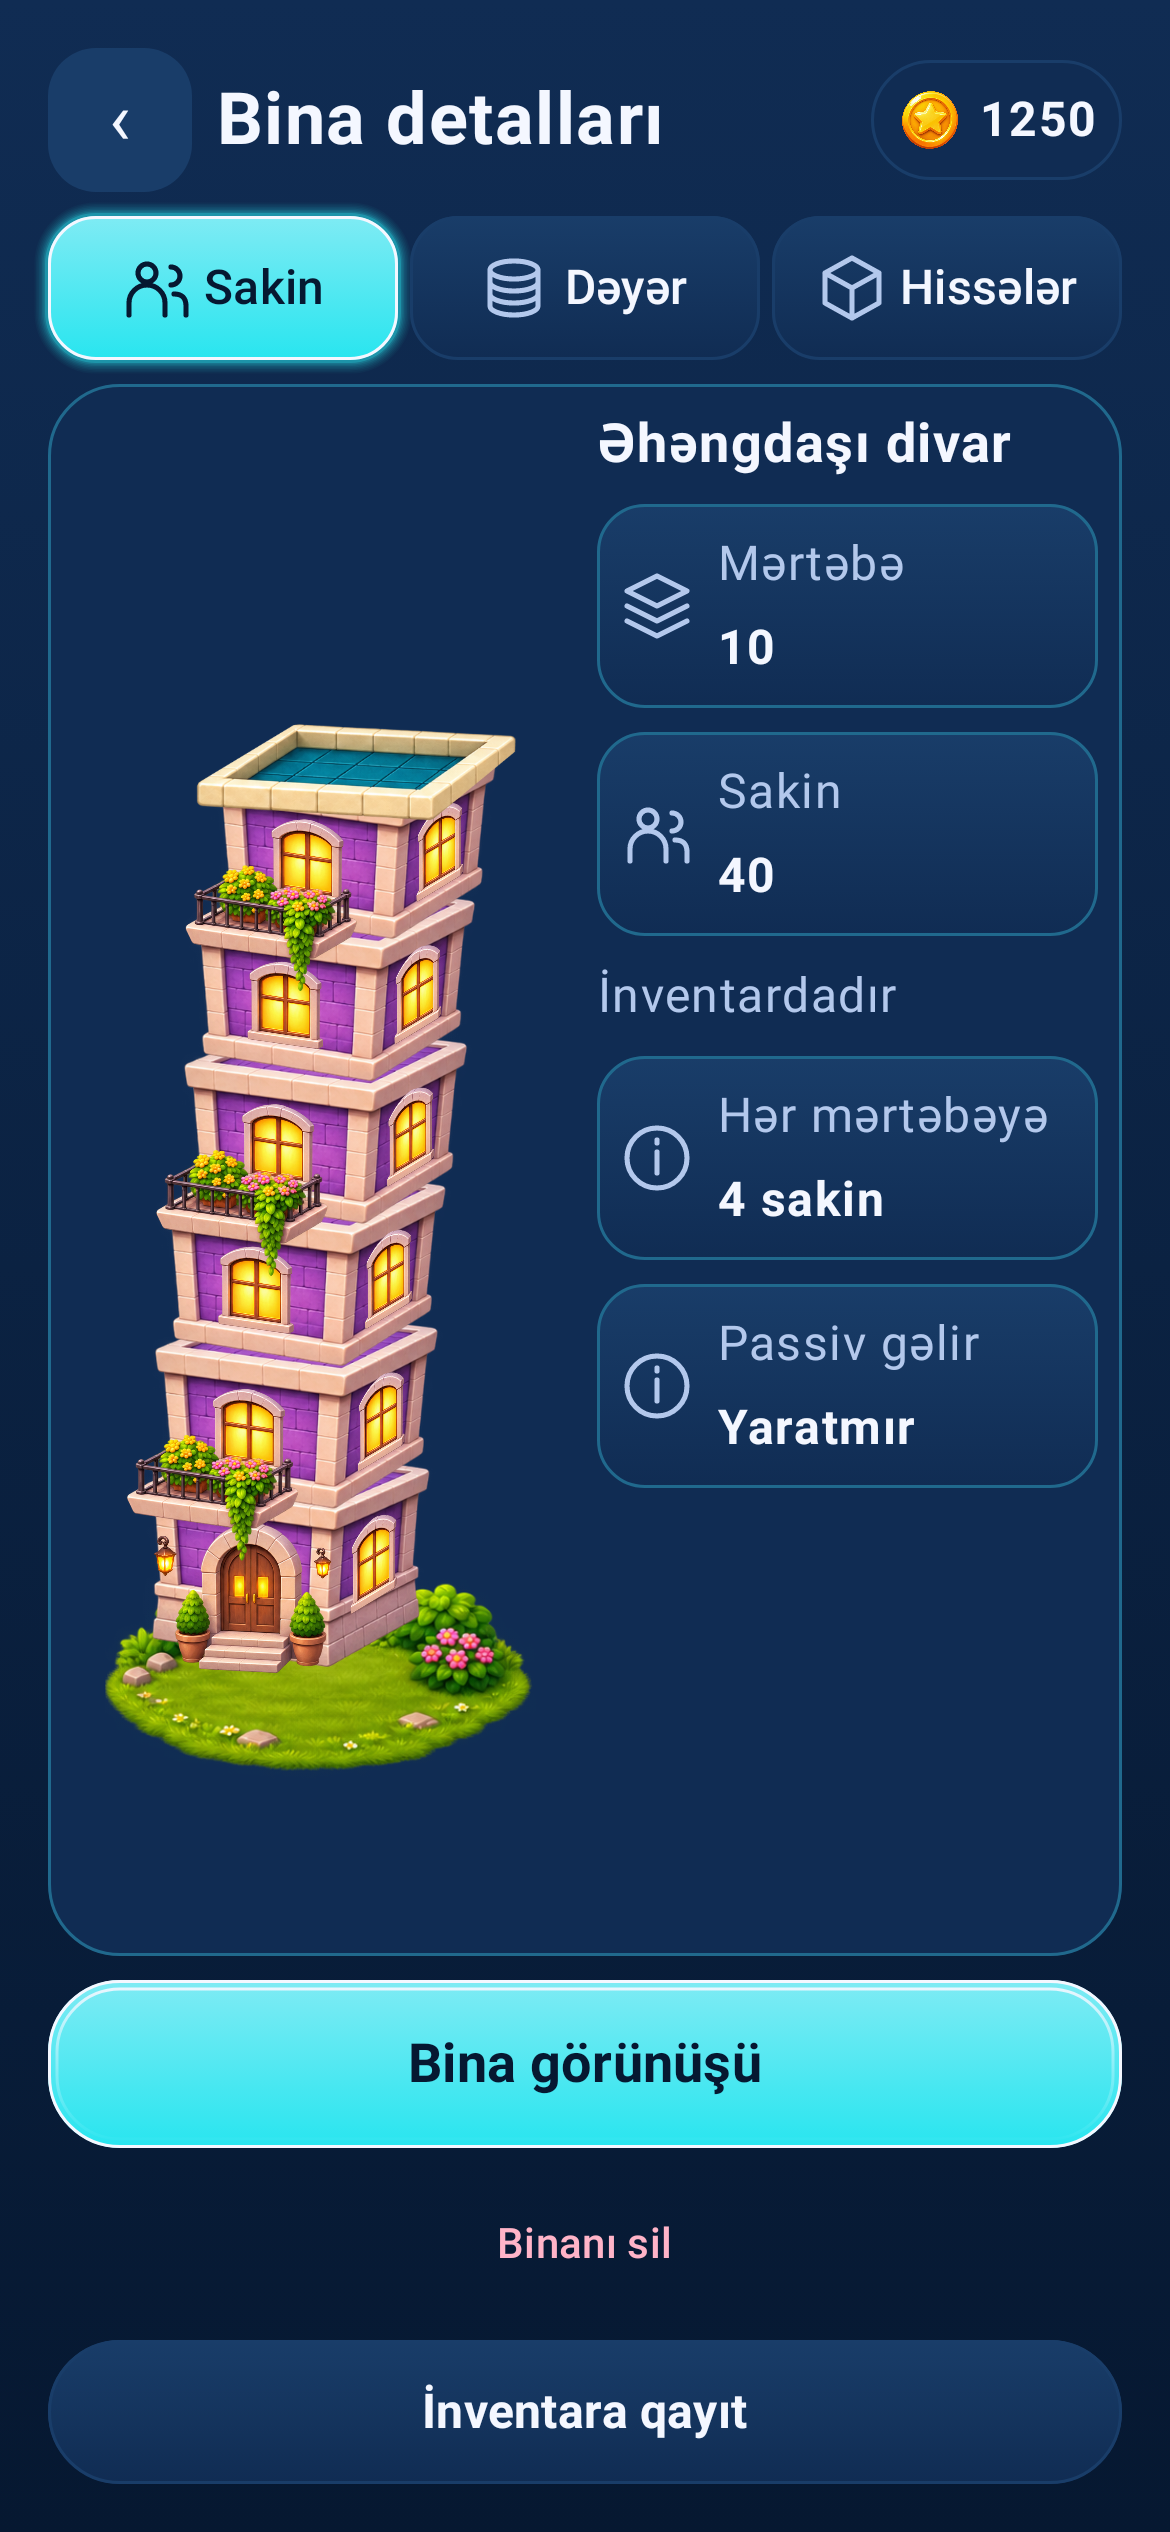 Bina detalları
1250
Sakin
Dəyər
Hissələr
Əhəngdaşı divar
Mərtəbə
10
Sakin
40
İnventardadır
Hər mərtəbəyə
4 sakin
Passiv gəlir
Yaratmır
Bina görünüşü
Binanı sil
İnventara qayıt